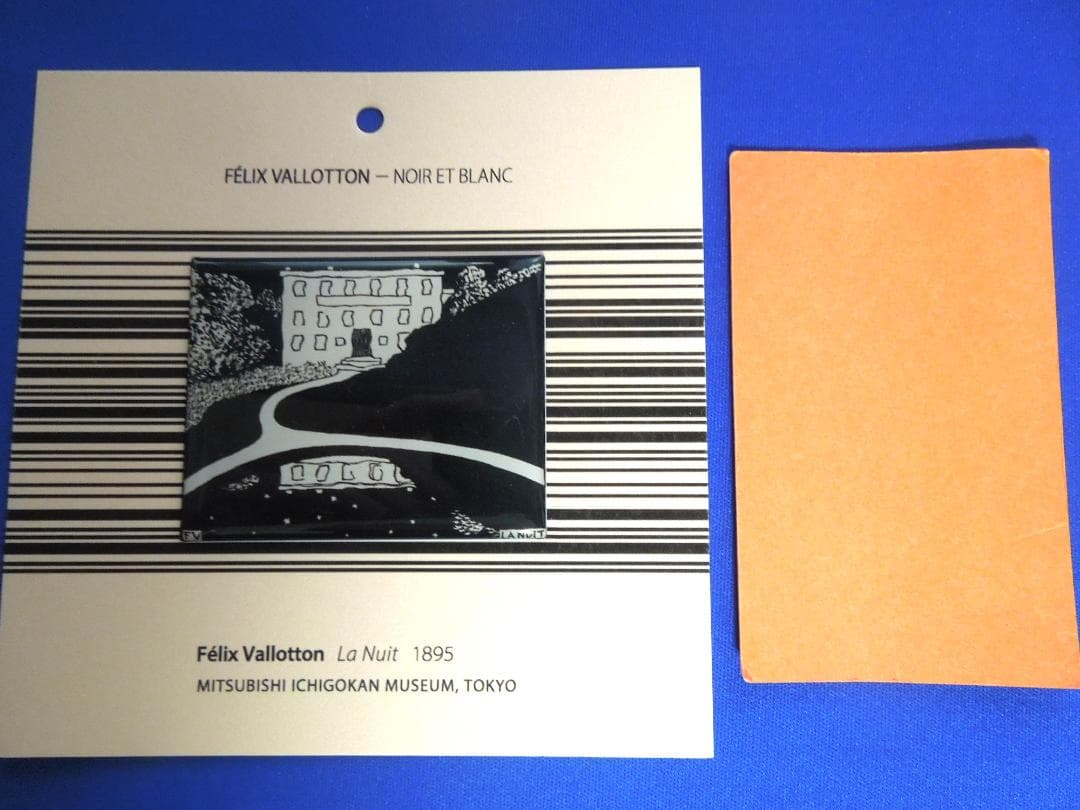 FÉLIX VALLOTTON — NOIR ET BLANC
F.V
LA NUIT
Félix Vallotton La Nuit 1895
MITSUBISHI ICHIGOKAN MUSEUM, TOKYO